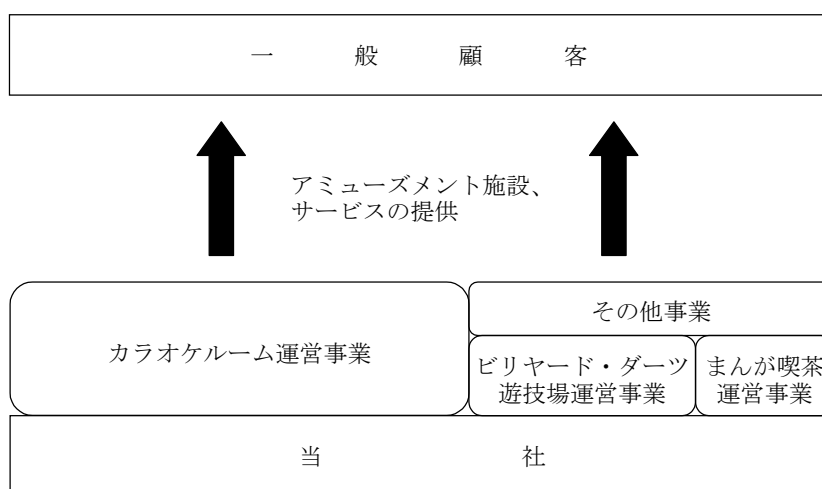 一般顧客
アミューズメント施設、
サービスの提供
カラオケルーム運営事業
その他事業
ビリヤード・ダーツ
遊技場運営事業
まんが喫茶
運営事業
当社